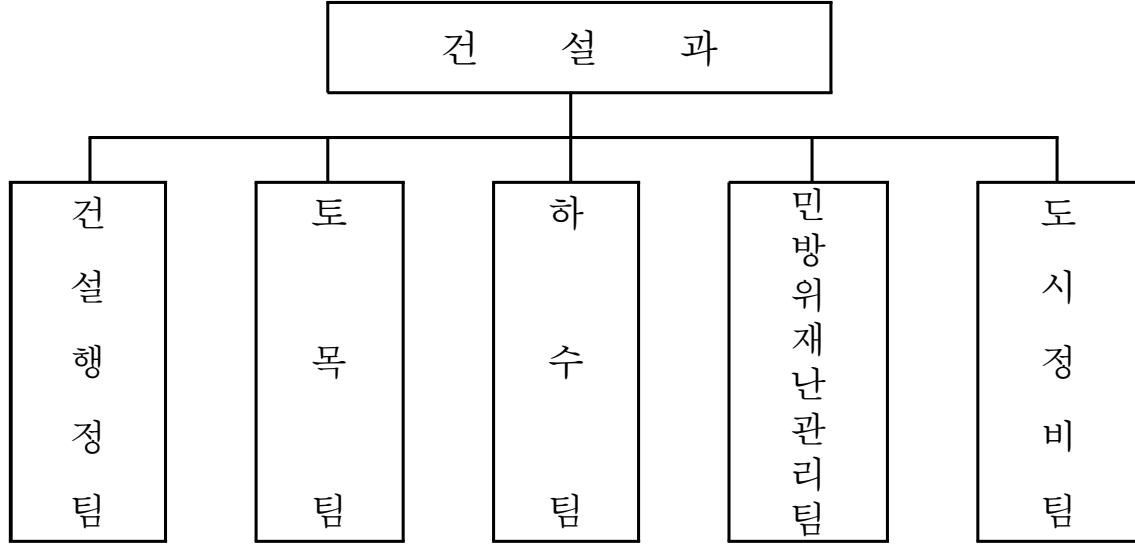 건 설 과
건설행정팀
토목팀
하수팀
민방위재난관리팀
도시정비팀